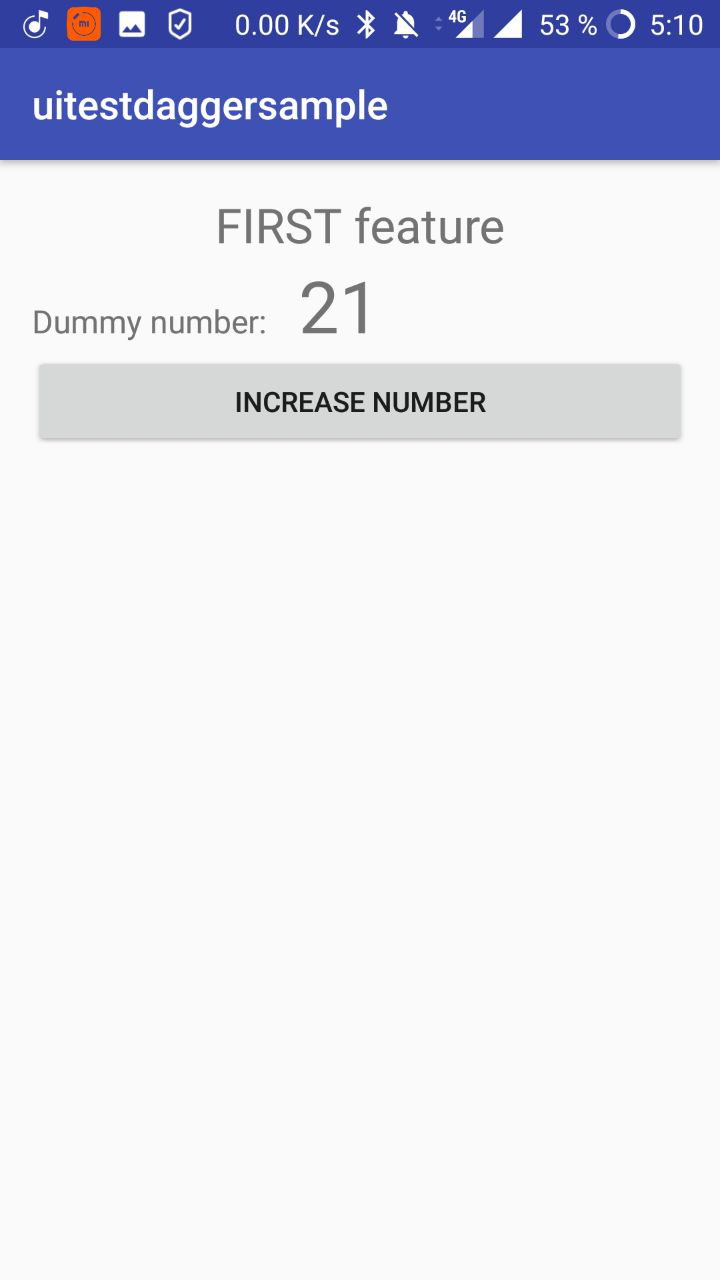 0.00 K/s 4G 53 % 5:10
uitestdaggersample
FIRST feature
Dummy number: 21
INCREASE NUMBER